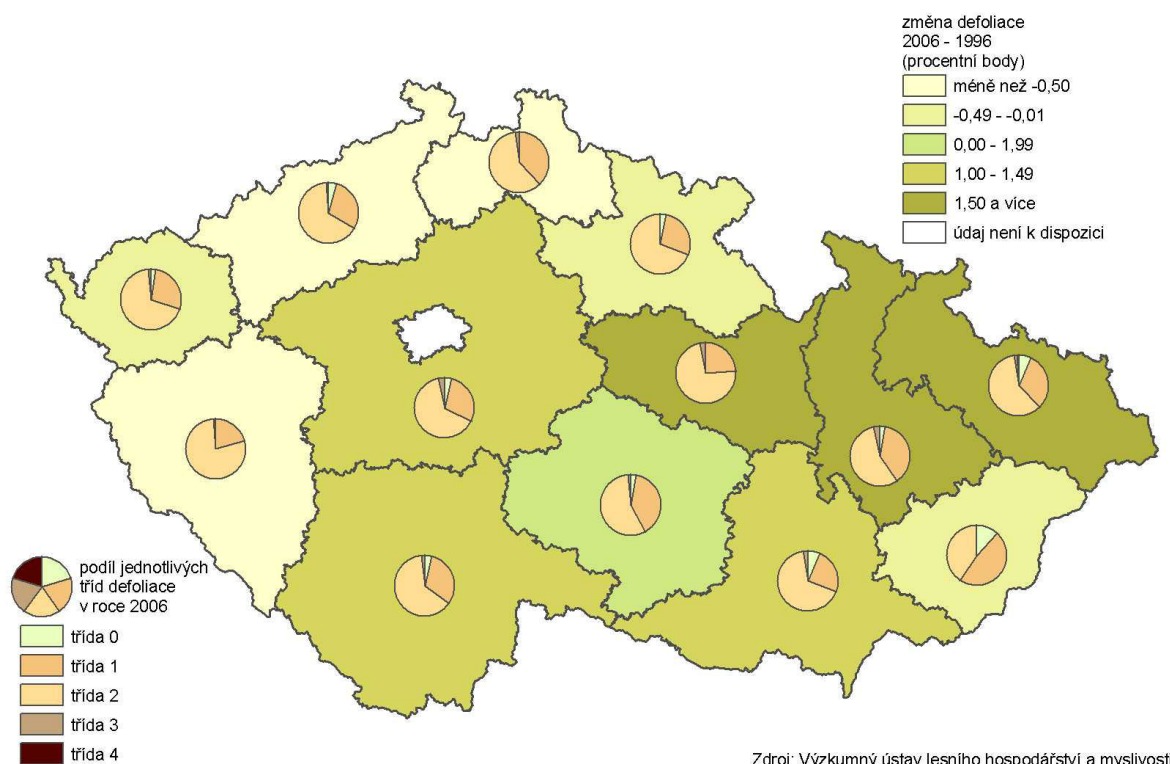 změna defoliace
2006 - 1996
(procentní body)
méně než -0,50
-0,49 - -0,01
0,00 - 1,99
1,00 - 1,49
1,50 a více
údaj není k dispozici
podíl jednotlivých
tříd defoliace
v roce 2006
třída 0
třída 1
třída 2
třída 3
třída 4
Zdroj: Výzkumný ústav lesního hospodářství a myslivosti